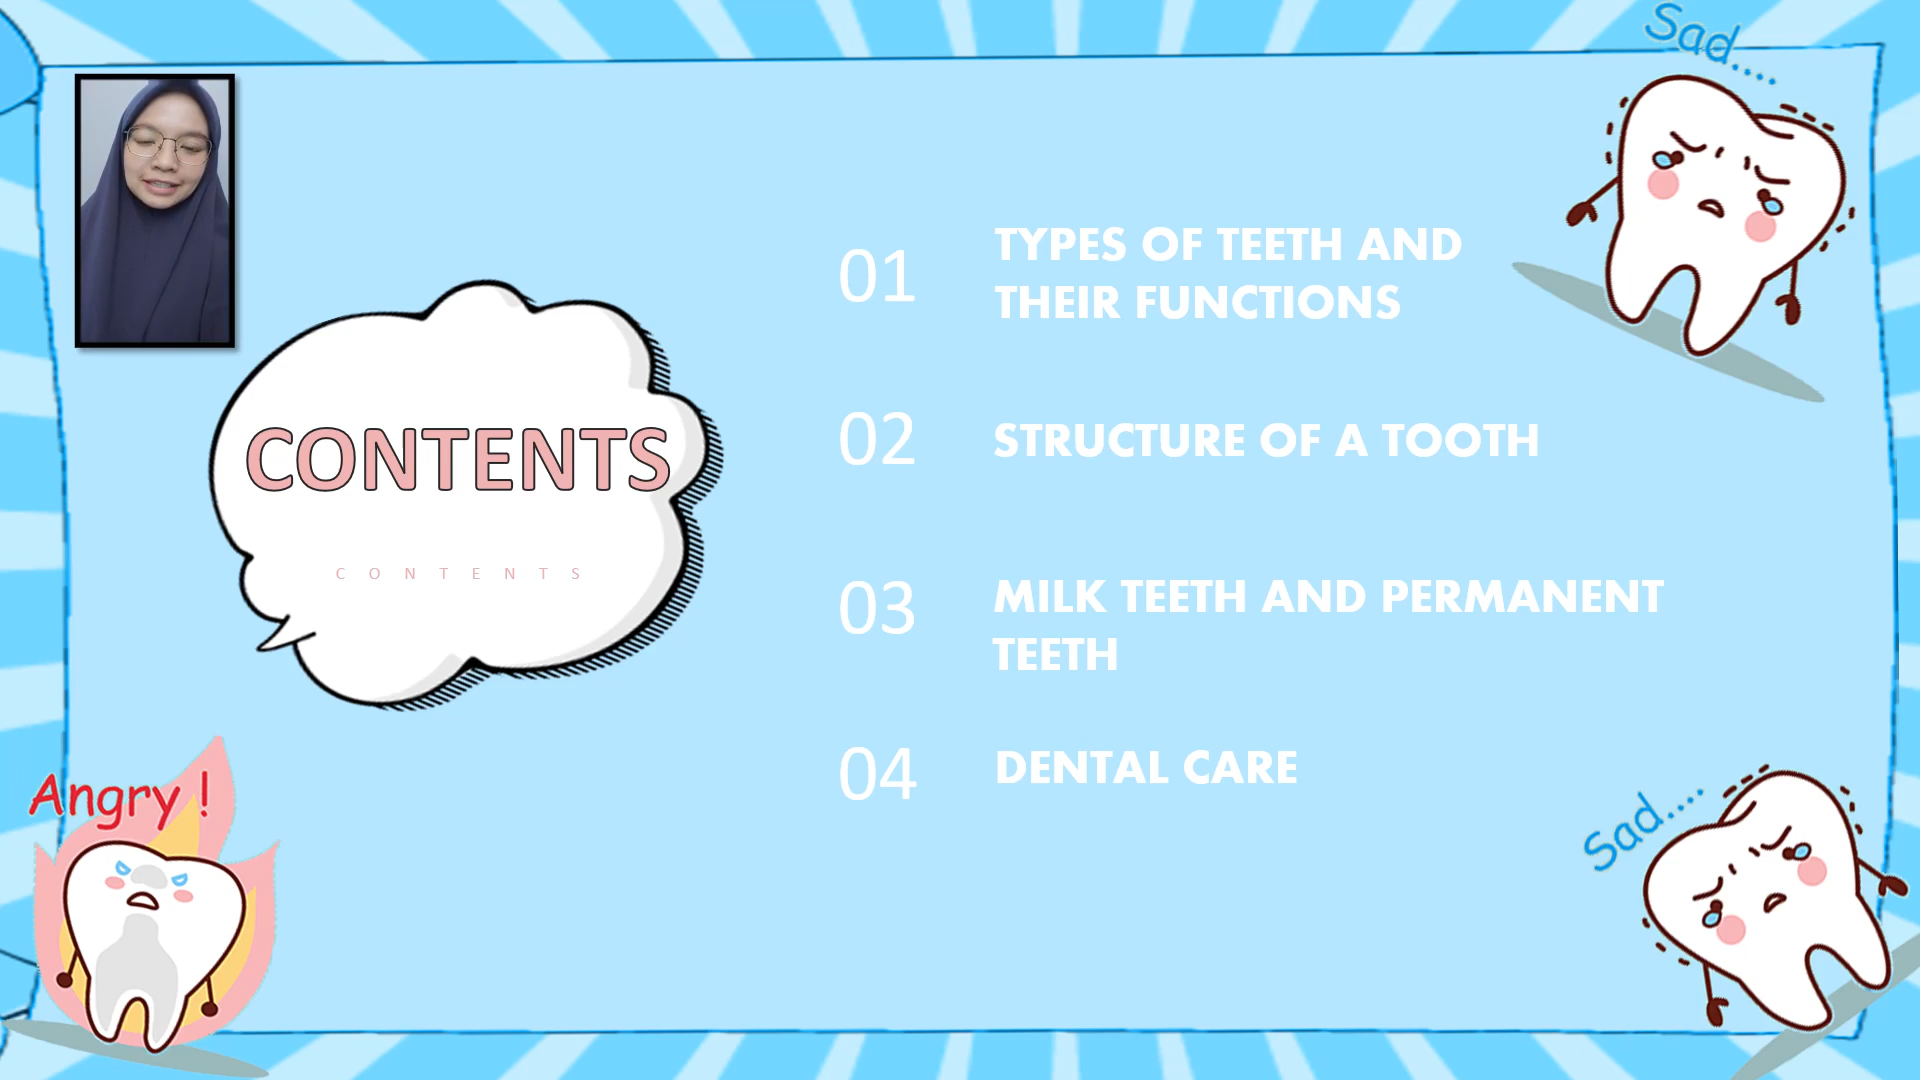 Sad....
01
TYPES OF TEETH AND
THEIR FUNCTIONS
CONTENTS
CONTENTS
02
STRUCTURE OF A TOOTH
03
MILK TEETH AND PERMANENT
TEETH
04
DENTAL CARE
Angry !
Sad....